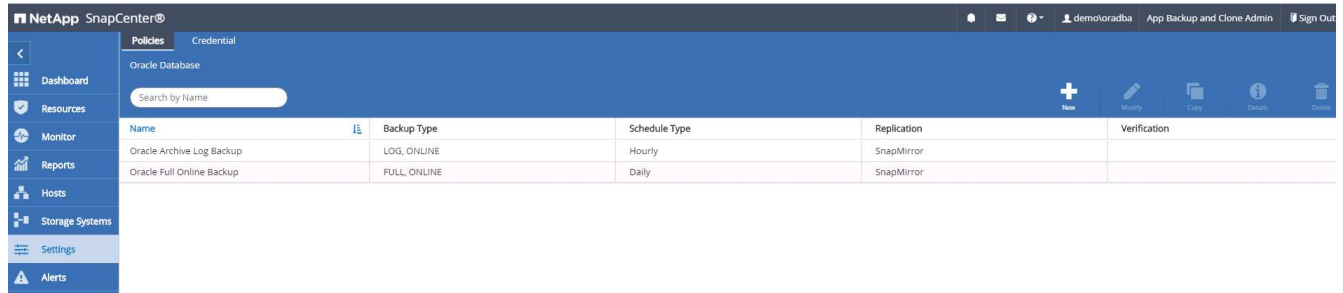 NetApp SnapCenter®
demo\oradba App Backup and Clone Admin Sign Out
Policies Credential
Oracle Database
Search by Name
New Modify Copy Details Delete
Name Backup Type Schedule Type Replication Verification
Oracle Archive Log Backup LOG, ONLINE Hourly SnapMirror
Oracle Full Online Backup FULL, ONLINE Daily SnapMirror
Dashboard
Resources
Monitor
Reports
Hosts
Storage Systems
Settings
Alerts